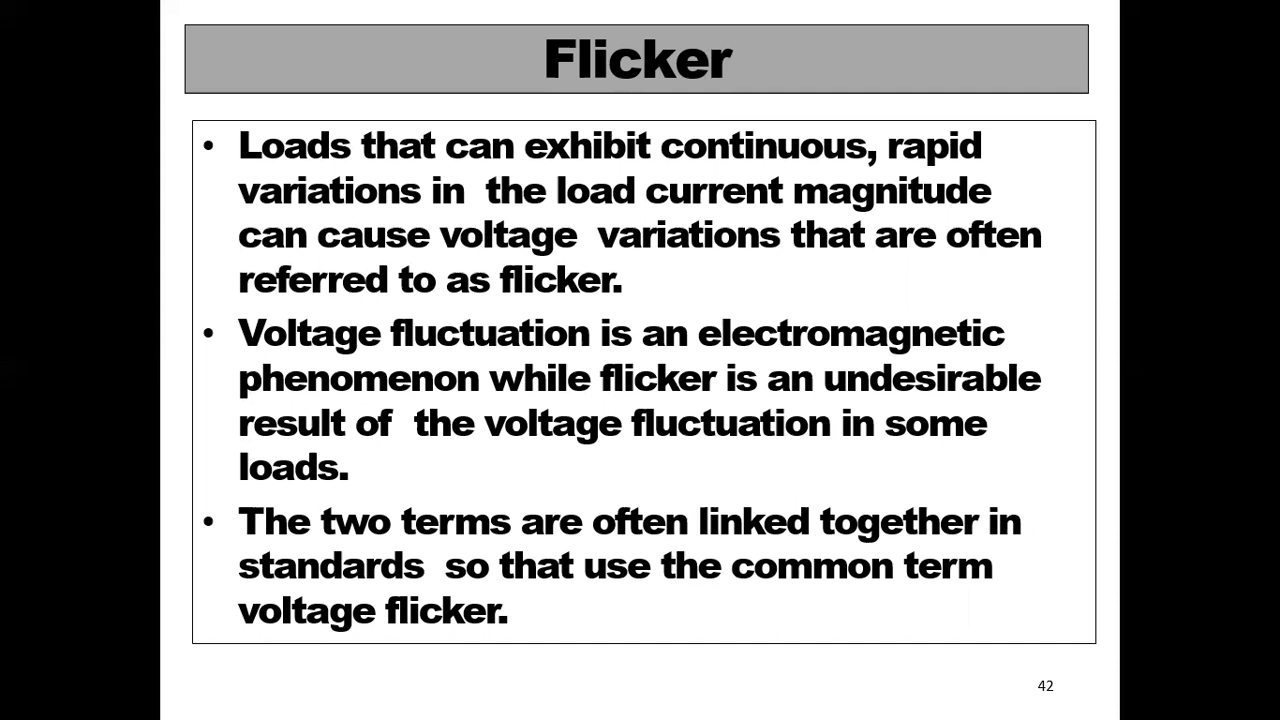 Flicker
• Loads that can exhibit continuous, rapid
variations in the load current magnitude
can cause voltage variations that are often
referred to as flicker.
• Voltage fluctuation is an electromagnetic
phenomenon while flicker is an undesirable
result of the voltage fluctuation in some
loads.
• The two terms are often linked together in
standards so that use the common term
voltage flicker.
42